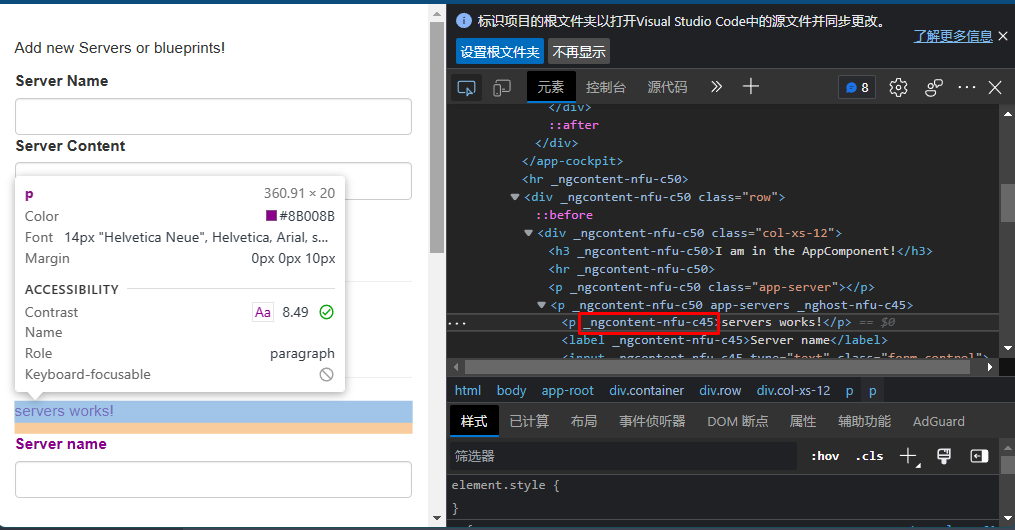 Add new Servers or blueprints!
Server Name
Server Content
p 360.91 × 20
Color #8B008B
Font 14px "Helvetica Neue", Helvetica, Arial, s...
Margin 0px 0px 10px
ACCESSIBILITY
Contrast Aa 8.49
Name
Role paragraph
Keyboard-focusable
servers works!
Server name
标识项目的根文件夹以打开Visual Studio Code中的源文件并同步更改。
了解更多信息
设置根文件夹 不再显示
元素 控制台 源代码 8
</div>
::after
</div>
</app-cockpit>
<hr _ngcontent-nfu-c50>
<div _ngcontent-nfu-c50 class="row">
::before
<div _ngcontent-nfu-c50 class="col-xs-12">
<h3 _ngcontent-nfu-c50>I am in the AppComponent!</h3>
<hr _ngcontent-nfu-c50>
<p _ngcontent-nfu-c50 class="app-server"></p>
<p _ngcontent-nfu-c50 app-servers _nghost-nfu-c45>
... <p _ngcontent-nfu-c45>servers works!</p> == $0
<label _ngcontent-nfu-c45>Server name</label>
<input _ngcontent-nfu-c45 type="text" class="form-control">
html body app-root div.container div.row div.col-xs-12 p p
样式 已计算 布局 事件侦听器 DOM 断点 属性 辅助功能 AdGuard
筛选器 :hov .cls
element.style {
}